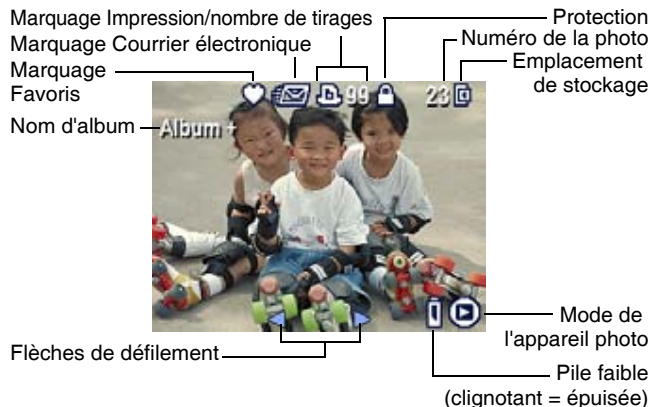 Marquage Impression/nombre de tirages
Marquage Courrier électronique
Marquage
Favoris
Nom d'album
Protection
Numéro de la photo
Emplacement
de stockage
99
23
Album +
Flèches de défilement
Mode de
l'appareil photo
Pile faible
(clignotant = épuisée)